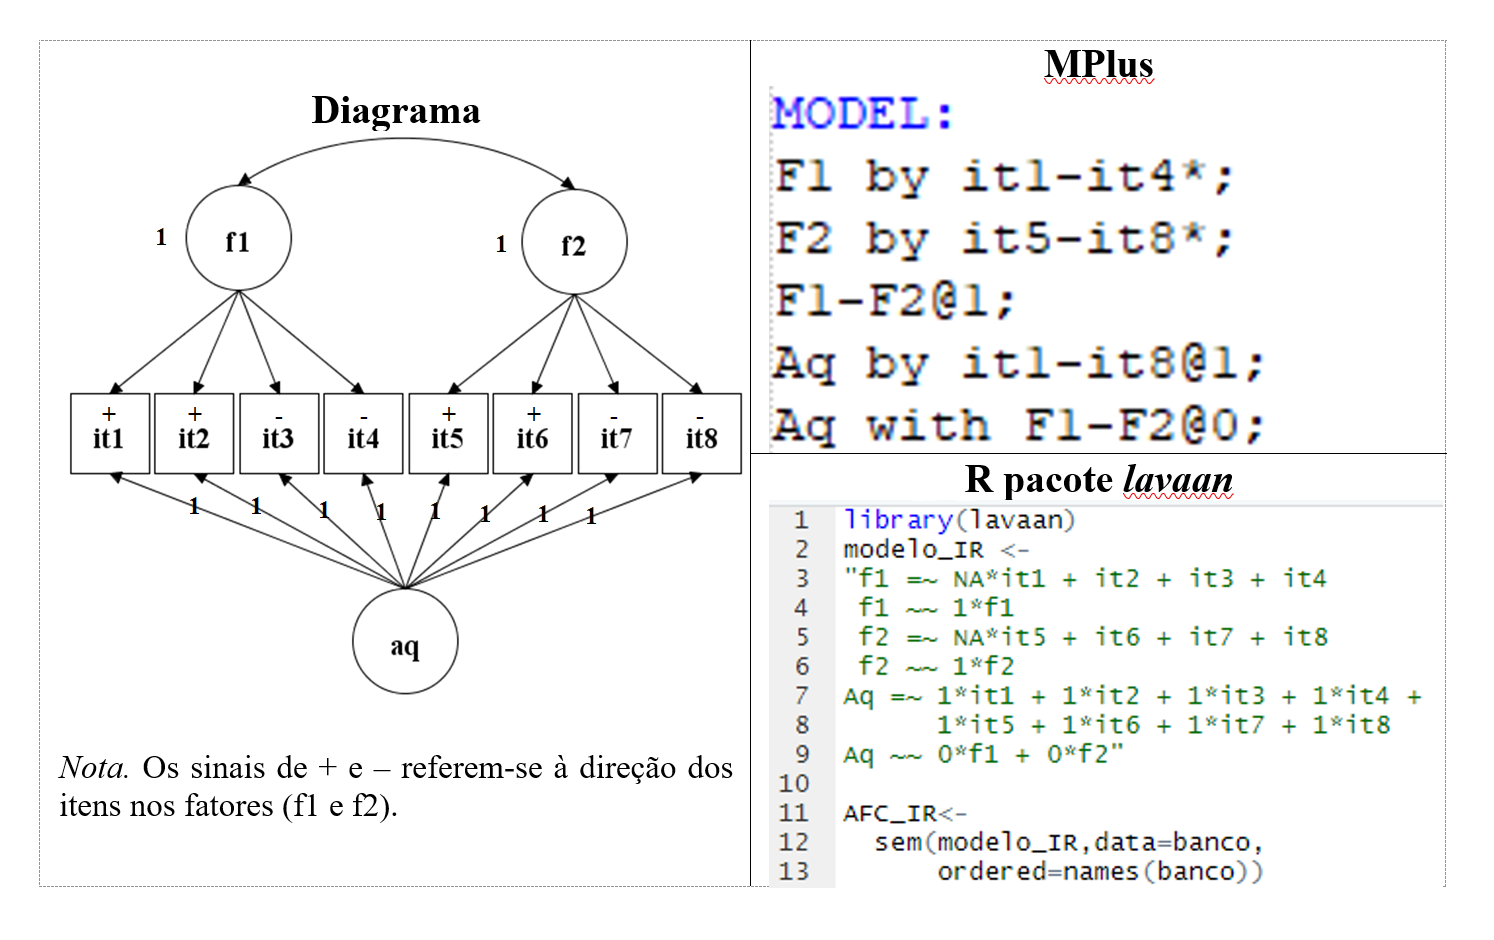 Diagrama
1
f1
1
f2
+ + - - + + - -
it1 it2 it3 it4 it5 it6 it7 it8
1 1 1 1 1 1 1 1
aq
Nota. Os sinais de + e – referem-se à direção dos
itens nos fatores (f1 e f2).
MPlus
MODEL:
F1 by it1-it4*;
F2 by it5-it8*;
F1-F2@1;
Aq by it1-it8@1;
Aq with F1-F2@0;
R pacote lavaan
1 library(lavaan)
2 modelo_IR <-
3 "f1 =~ NA*it1 + it2 + it3 + it4
4 f1 ~~ 1*f1
5 f2 =~ NA*it5 + it6 + it7 + it8
6 f2 ~~ 1*f2
7 Aq =~ 1*it1 + 1*it2 + 1*it3 + 1*it4 +
8 1*it5 + 1*it6 + 1*it7 + 1*it8
9 Aq ~~ 0*f1 + 0*f2"
10
11 AFC_IR<-
12 sem(modelo_IR,data=banco,
13 ordered=names(banco))